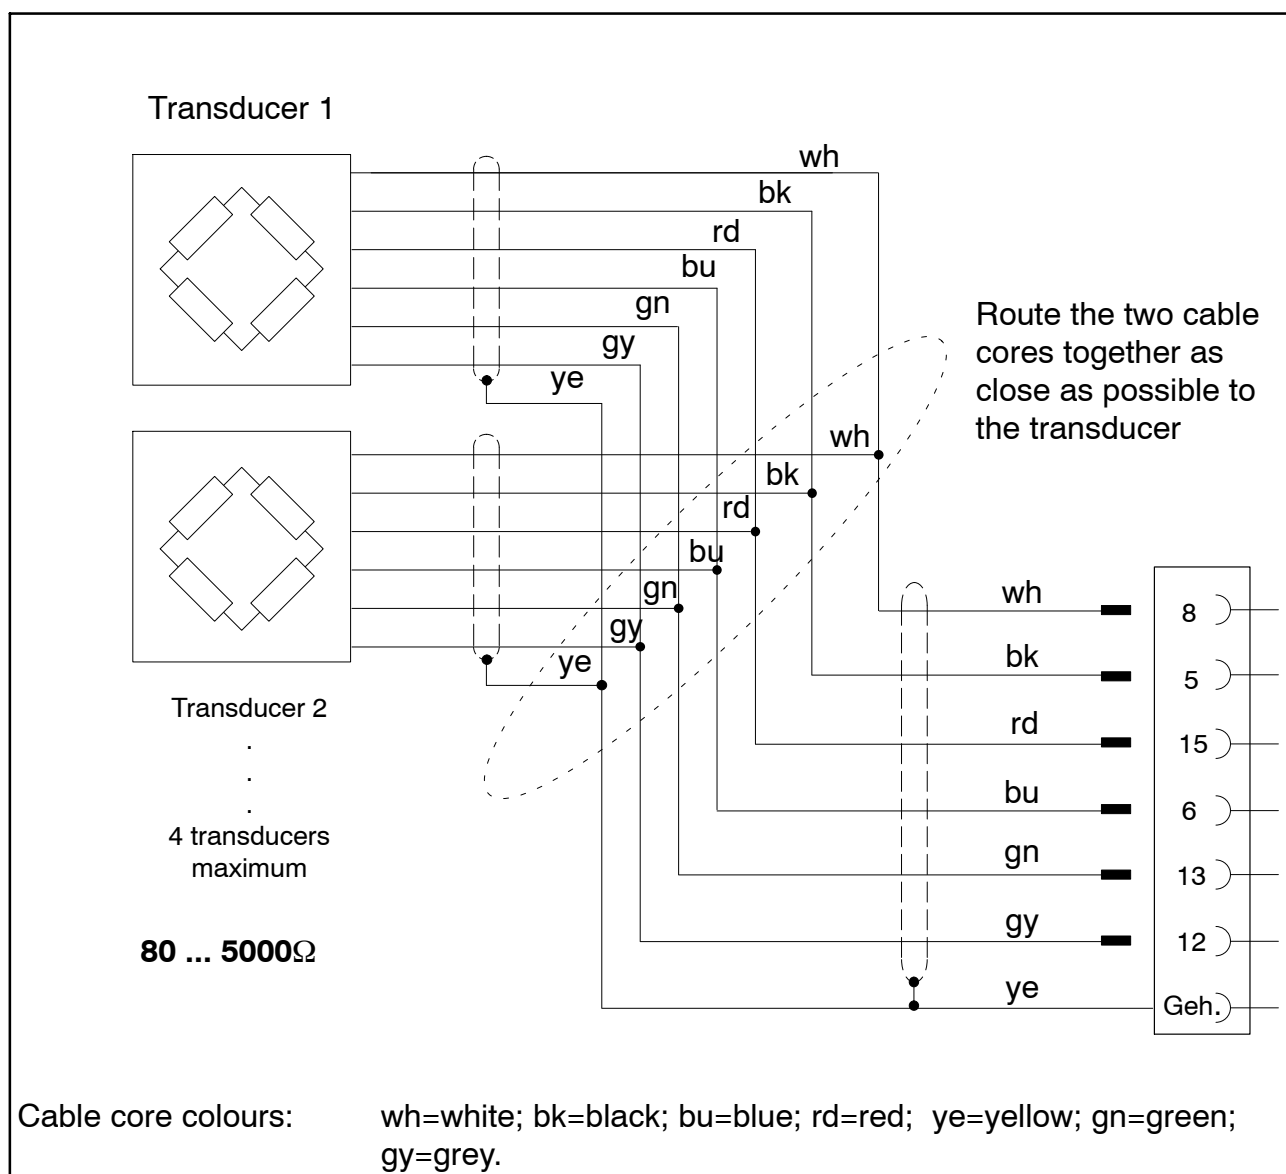 Transducer 1
wh
bk
rd
bu
gn
gy
ye
Route the two cable
cores together as
close as possible to
the transducer
wh
bk
rd
bu
gn
gy
ye
Transducer 2
.
.
.
4 transducers
maximum
80 ... 5000Ω
wh 8
bk 5
rd 15
bu 6
gn 13
gy 12
ye Geh.
Cable core colours: wh=white; bk=black; bu=blue; rd=red; ye=yellow; gn=green;
gy=grey.